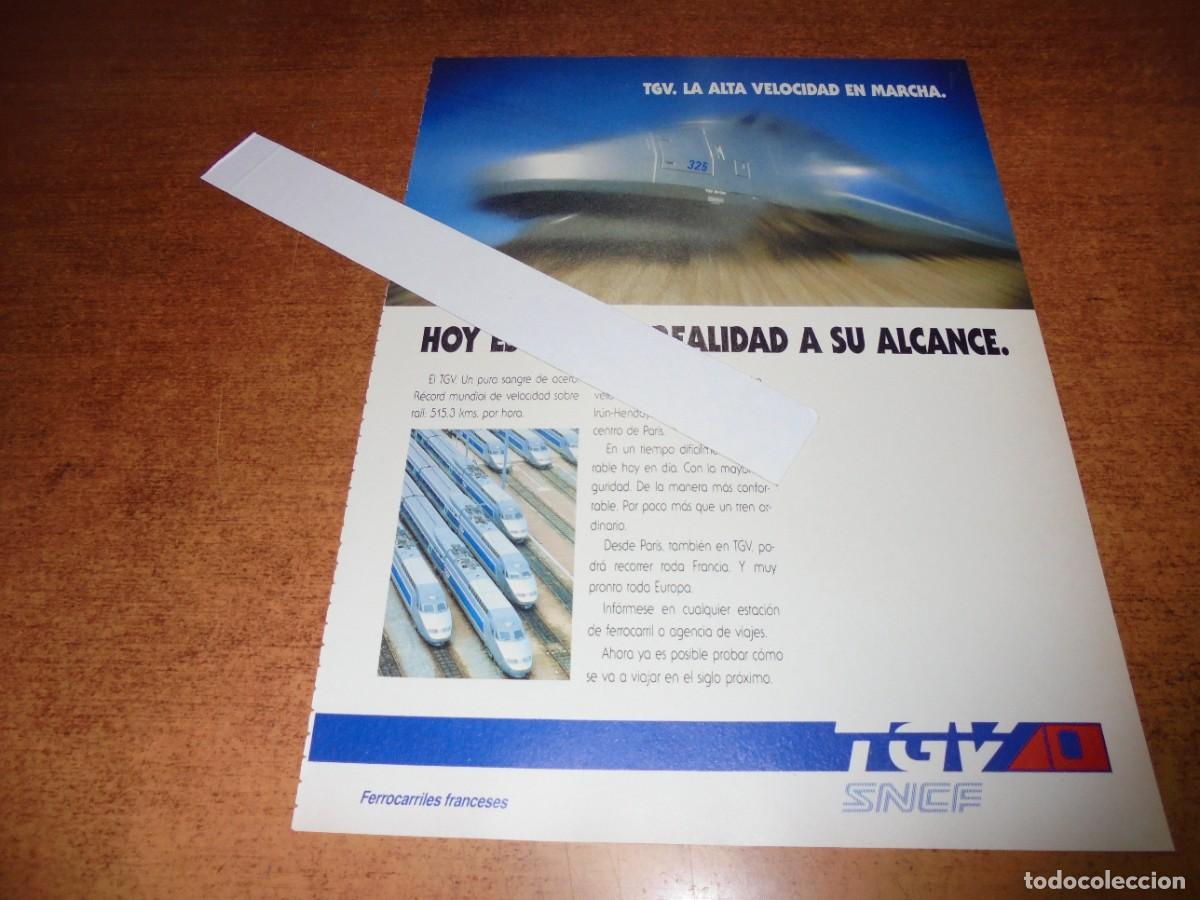 TGV. LA ALTA VELOCIDAD EN MARCHA.
325
HOY ES REALIDAD A SU ALCANCE.
El TGV. Un pura sangre de acero.
Récord mundial de velocidad sobre
rail: 515.3 kms. por hora.
Irún-Henday
centro de París.
En un tiempo
rable hoy en día. Con la mayor
guridad. De la manera más confor-
table. Por poco más que un tren or-
dinario.
Desde París, también en TGV, po-
drá recorrer toda Francia. Y muy
pronto toda Europa.
Infórmese en cualquier estación
de ferrocarril o agencia de viajes.
Ahora ya es posible probar cómo
se va a viajar en el siglo próximo.
TGV 10
SNCF
Ferrocarriles franceses
todocoleccion